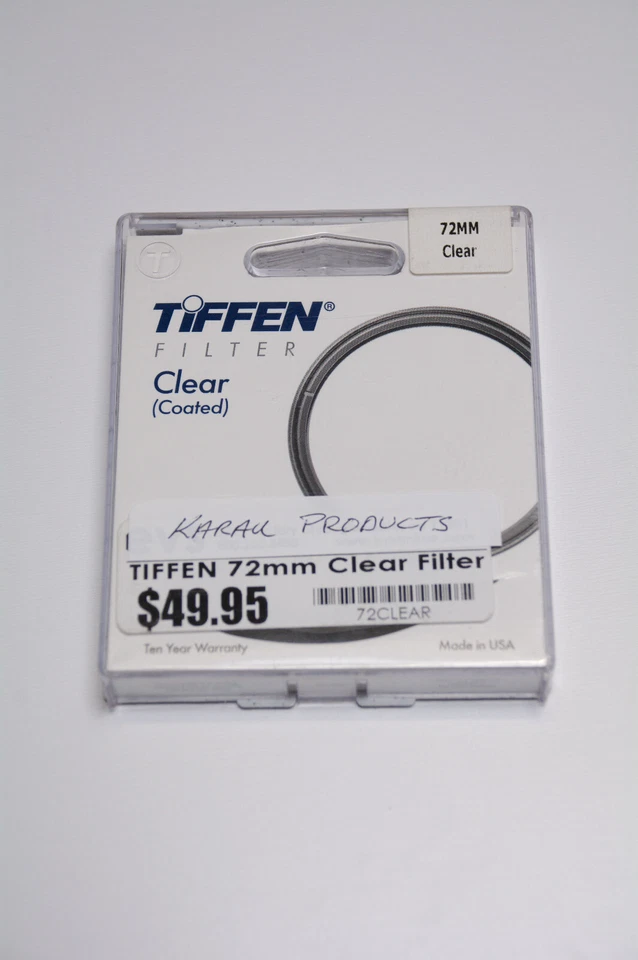 72MM
Clear
T
TIFFEN®
FILTER
Clear
(Coated)
KARAU PRODUCTS
TIFFEN 72mm Clear Filter
$49.95
72CLEAR
Ten Year Warranty
Made in USA